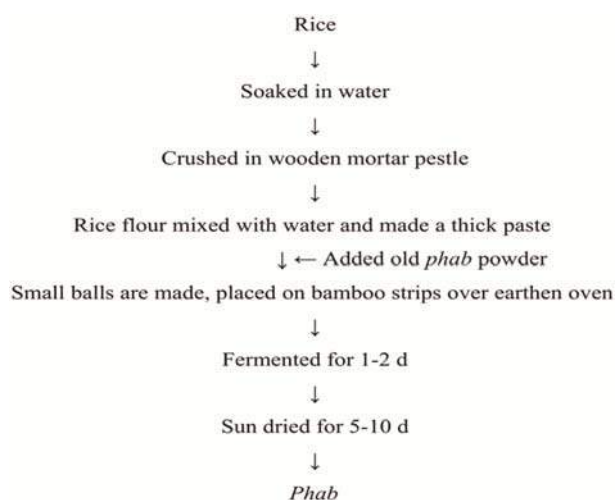 Rice
↓
Soaked in water
↓
Crushed in wooden mortar pestle
↓
Rice flour mixed with water and made a thick paste
↓ ← Added old phab powder
Small balls are made, placed on bamboo strips over earthen oven
↓
Fermented for 1-2 d
↓
Sun dried for 5-10 d
↓
Phab